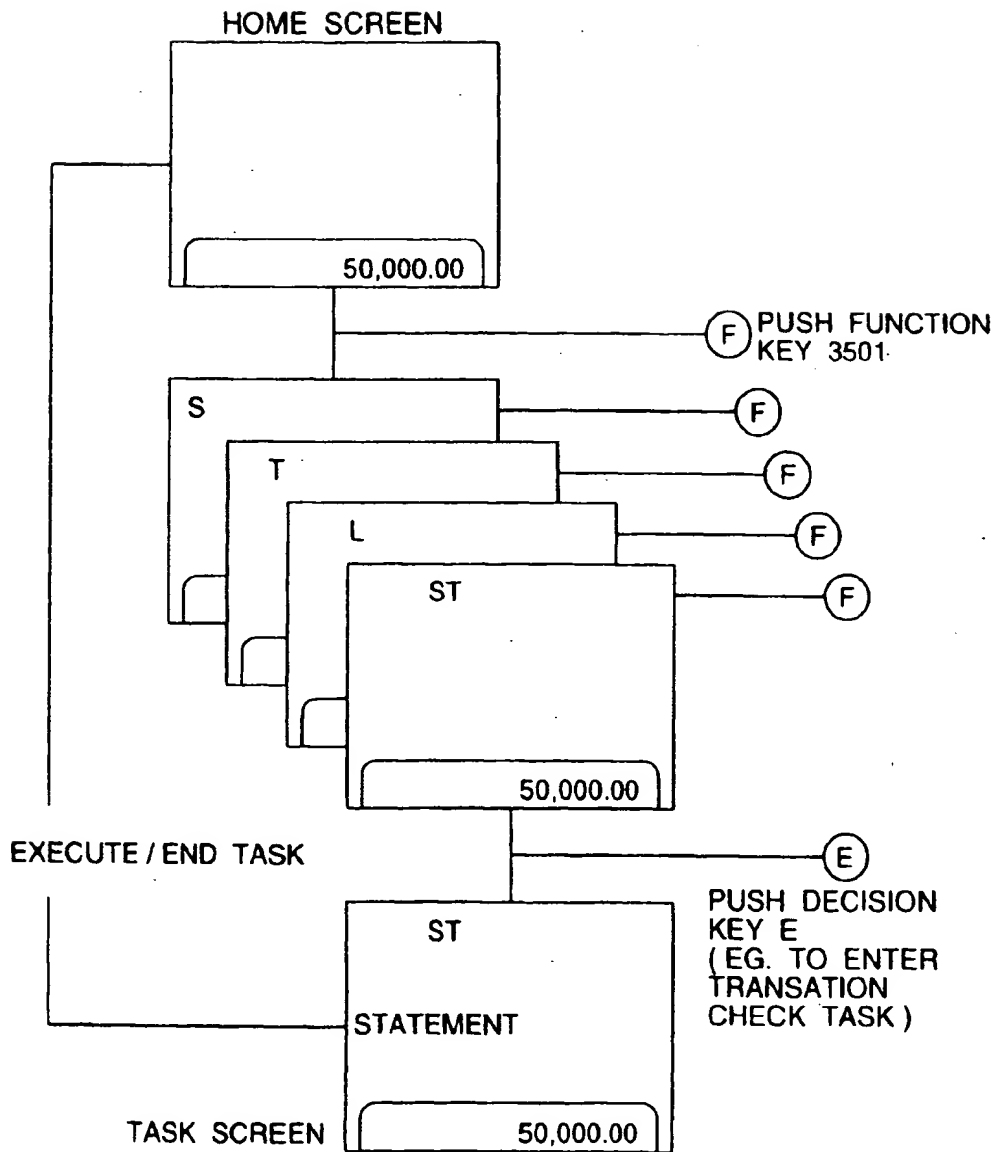 HOME SCREEN
50,000.00
F PUSH FUNCTION
KEY 3501
S
F
T
F
L
F
ST
F
50,000.00
EXECUTE / END TASK
E
PUSH DECISION
KEY E
(EG. TO ENTER
TRANSATION
CHECK TASK)
ST
STATEMENT
TASK SCREEN
50,000.00